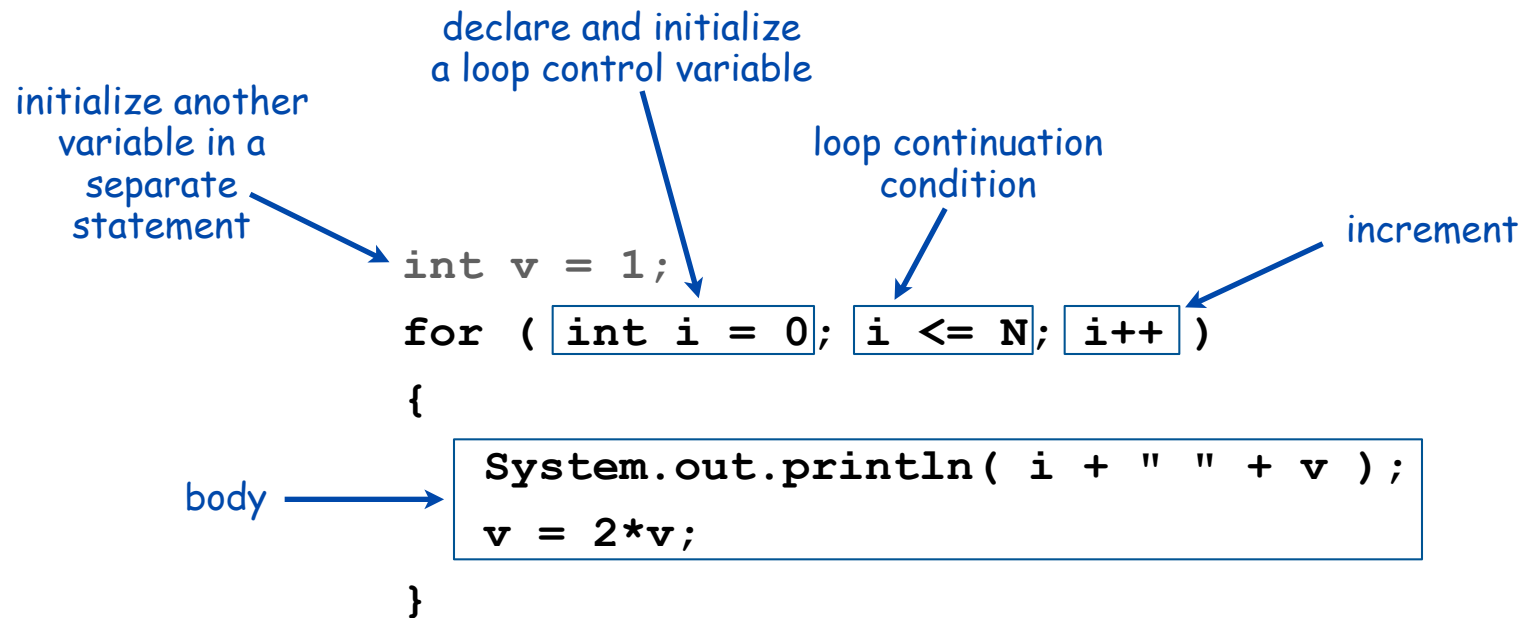 declare and initialize
a loop control variable
initialize another
variable in a
separate
statement
loop continuation
condition
increment
int v = 1;
for ( int i = 0; i <= N; i++ )
{
System.out.println( i + " " + v );
v = 2*v;
body
}